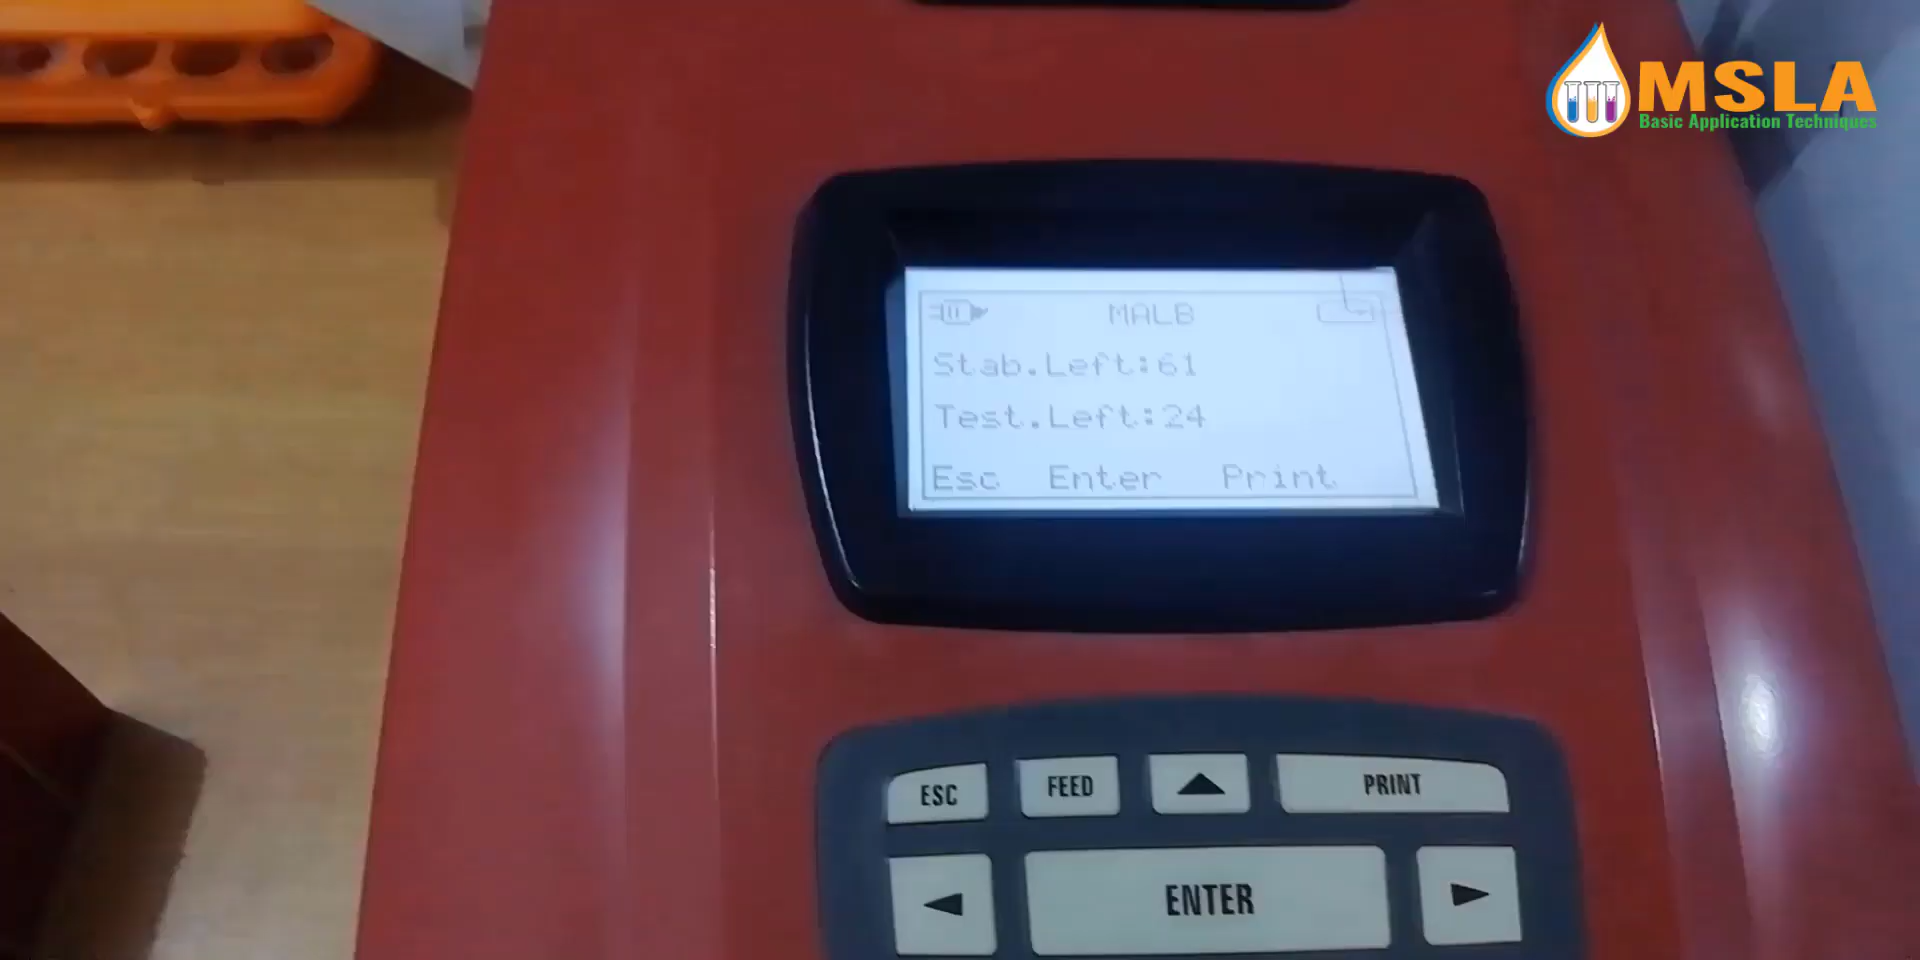 MSLA
Basic Application Techniques
MALB
Stab.Left:61
Test.Left:24
Esc Enter Print
ESC FEED PRINT
ENTER